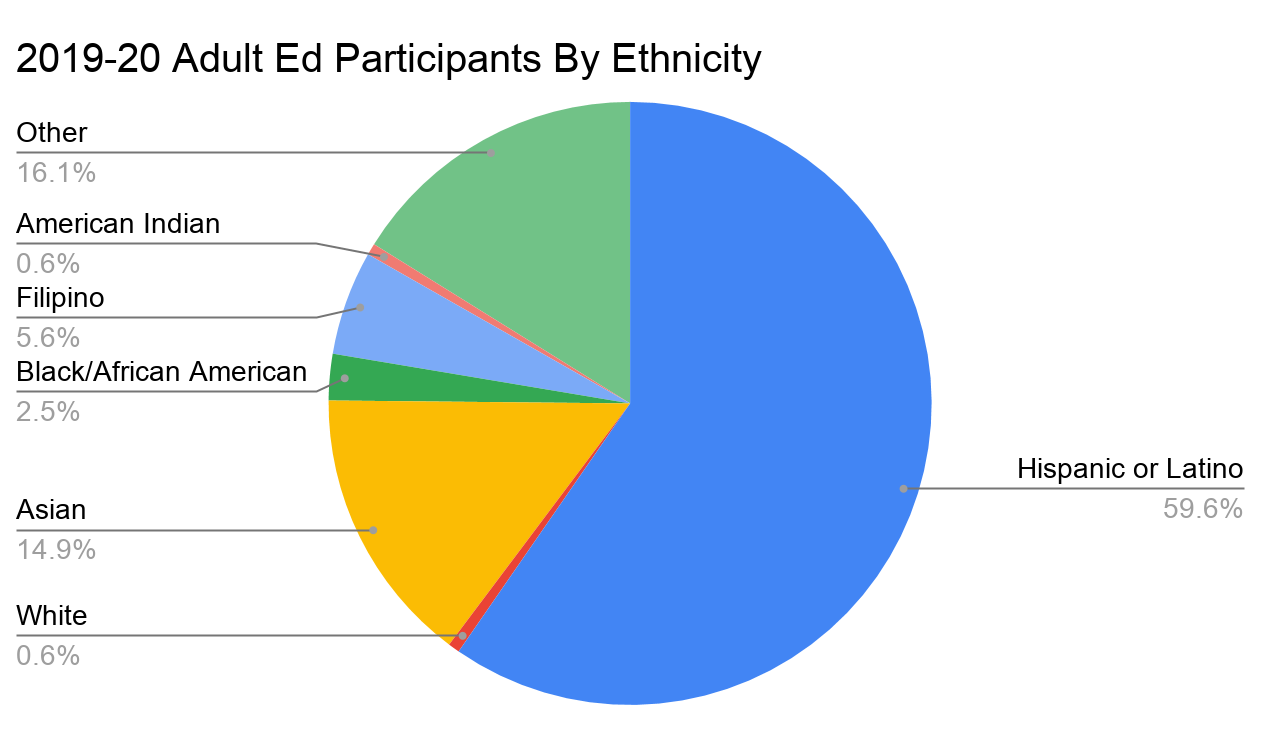 2019-20 Adult Ed Participants By Ethnicity
Other
16.1%
American Indian
0.6%
Filipino
5.6%
Black/African American
2.5%
Asian
14.9%
White
0.6%
Hispanic or Latino
59.6%